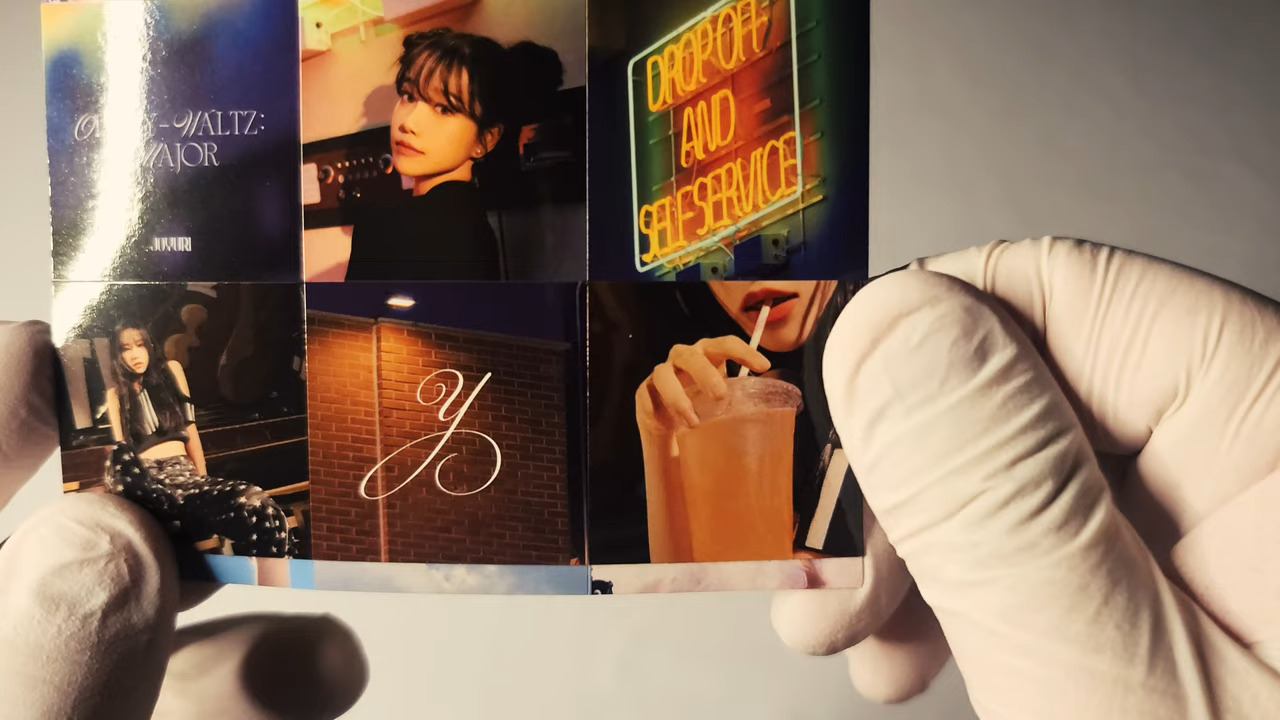 -WALTZ:
MAJOR
JOYURI
DROP OFF
AND
SELF-SERVICE
y